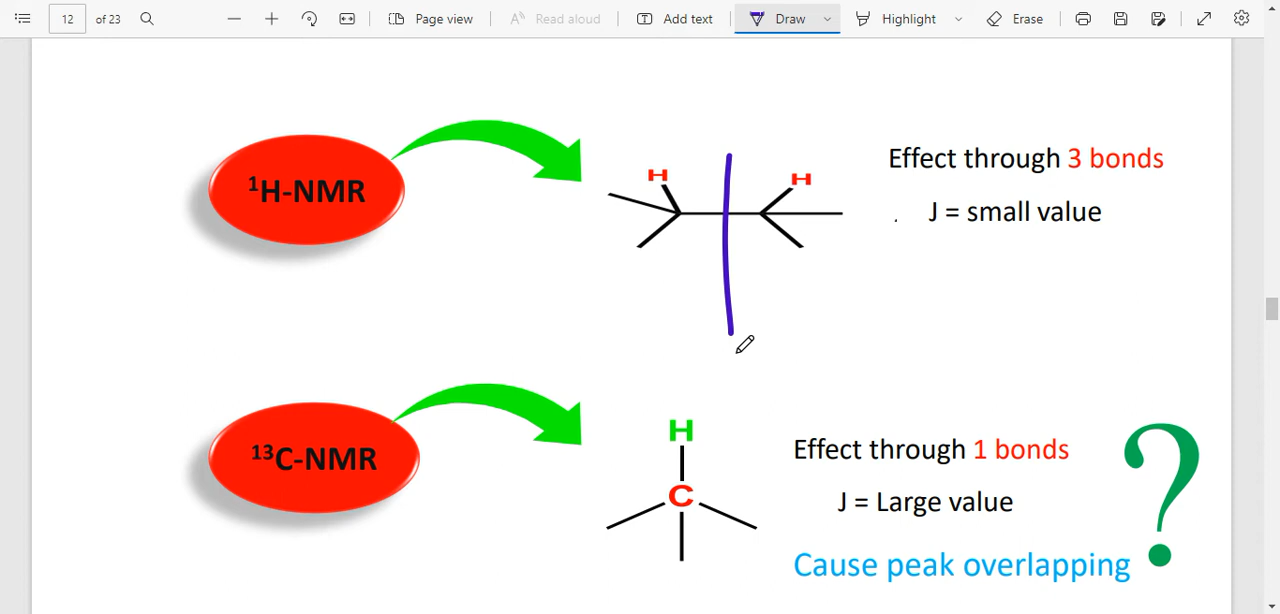 12 of 23 Page view Read aloud Add text Draw Highlight Erase
¹H-NMR
H H
Effect through 3 bonds
J = small value
¹³C-NMR
H
C
Effect through 1 bonds
J = Large value
Cause peak overlapping
?